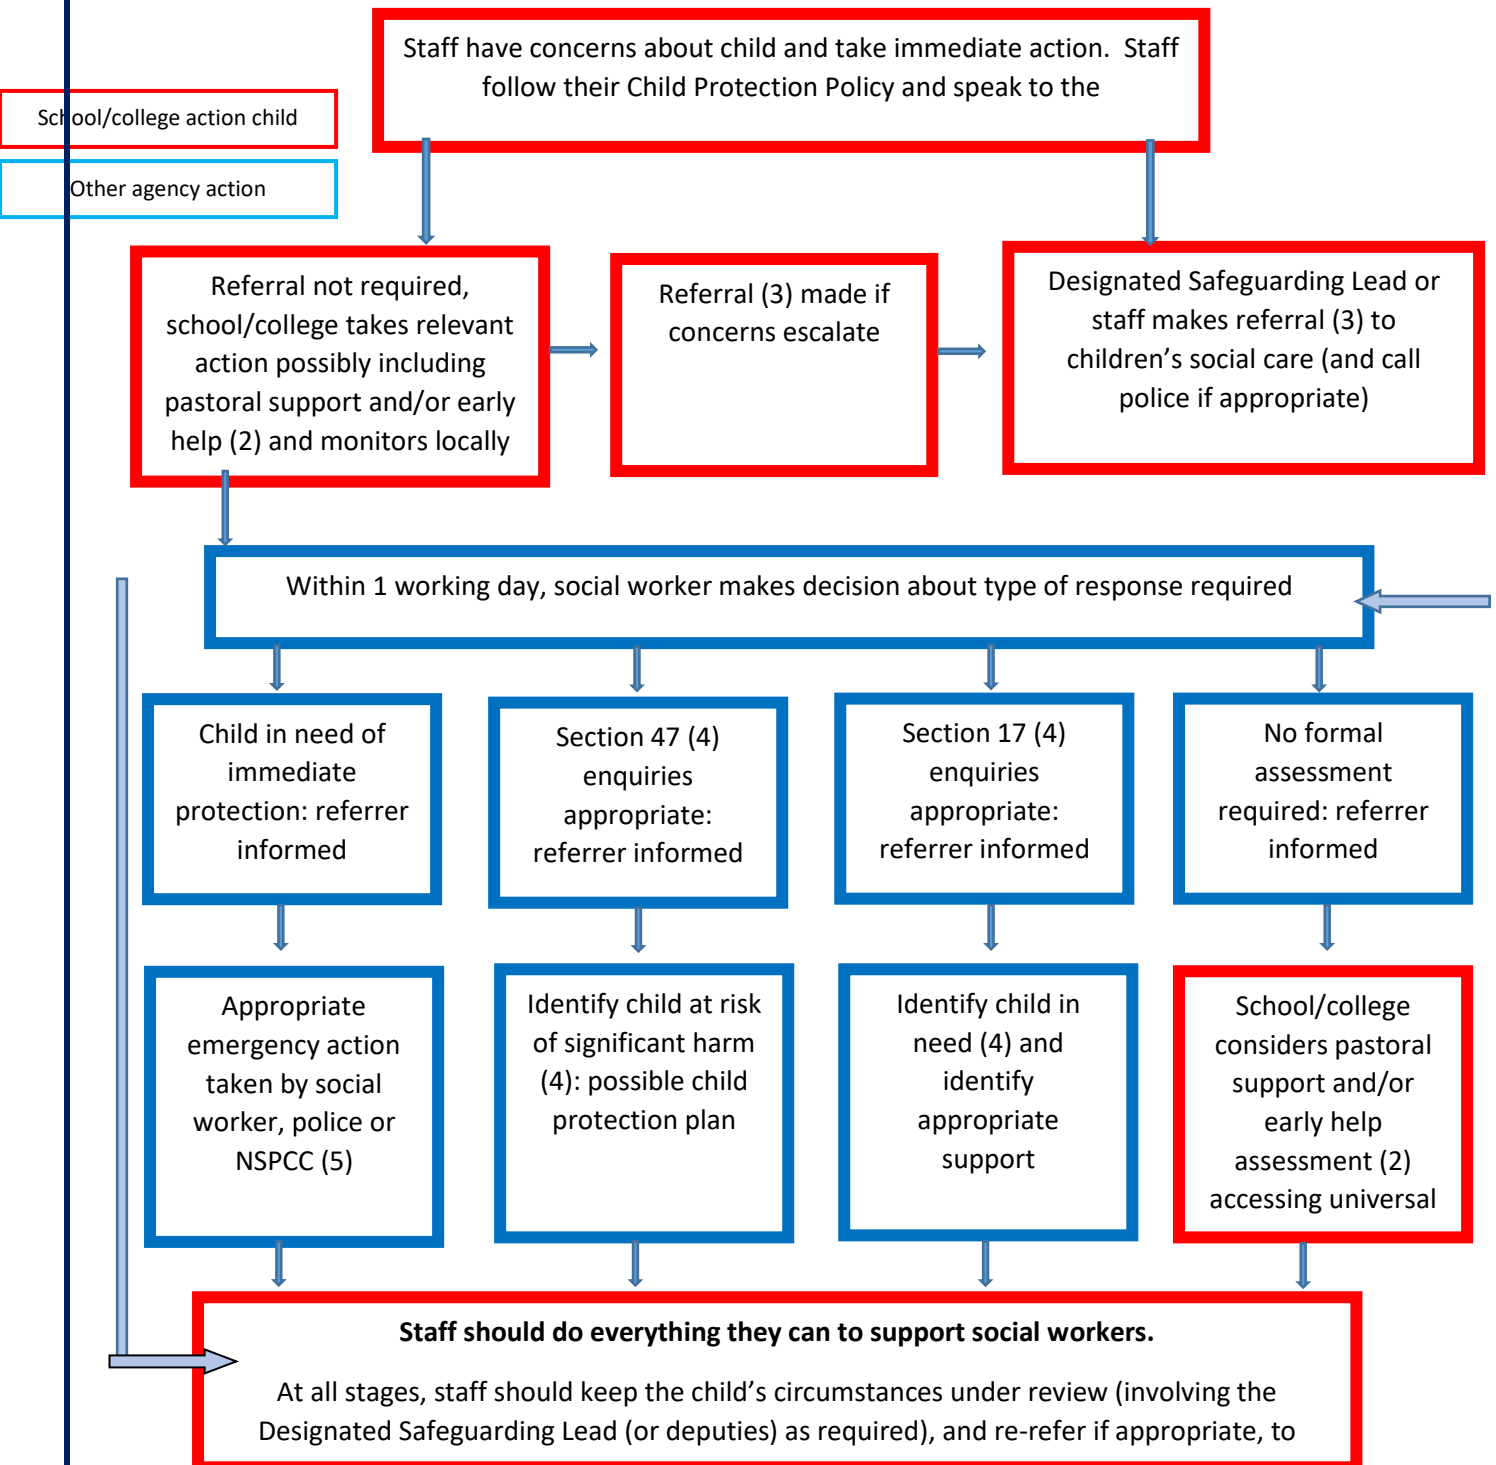 Staff have concerns about child and take immediate action.  Staff
follow their Child Protection Policy and speak to the
School/college action child
Other agency action
Referral not required,
school/college takes relevant
action possibly including
pastoral support and/or early
help (2) and monitors locally
Referral (3) made if
concerns escalate
Designated Safeguarding Lead or
staff makes referral (3) to
children’s social care (and call
police if appropriate)
Within 1 working day, social worker makes decision about type of response required
Child in need of
immediate
protection: referrer
informed
Section 47 (4)
enquiries
appropriate:
referrer informed
Section 17 (4)
enquiries
appropriate:
referrer informed
No formal
assessment
required: referrer
informed
Appropriate
emergency action
taken by social
worker, police or
NSPCC (5)
Identify child at risk
of significant harm
(4): possible child
protection plan
Identify child in
need (4) and
identify
appropriate
support
School/college
considers pastoral
support and/or
early help
assessment (2)
accessing universal
Staff should do everything they can to support social workers.
At all stages, staff should keep the child’s circumstances under review (involving the
Designated Safeguarding Lead (or deputies) as required), and re-refer if appropriate, to